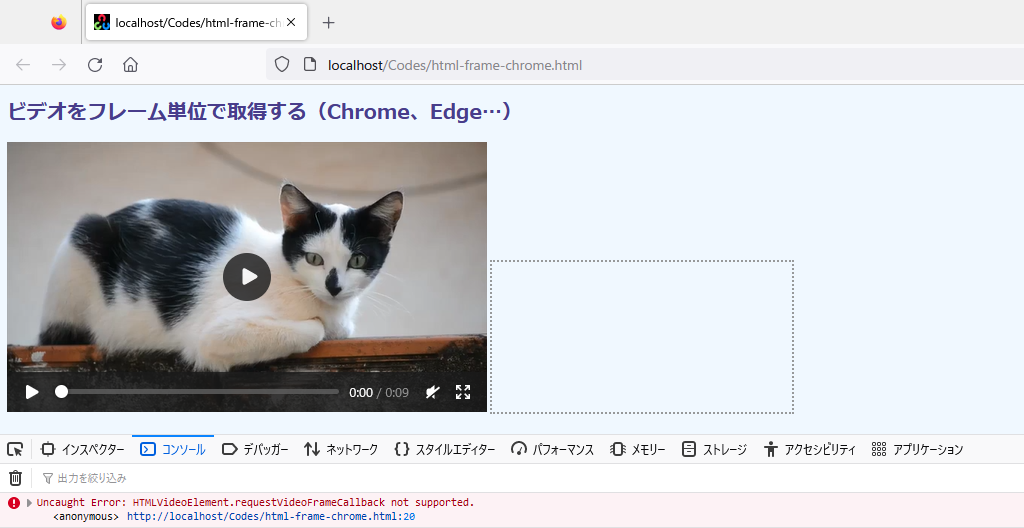 localhost/Codes/html-frame-ch
localhost/Codes/html-frame-chrome.html
ビデオをフレーム単位で取得する（Chrome、Edge…）
0:00 / 0:09
インスペクター コンソール デバッガー ネットワーク スタイルエディター パフォーマンス メモリー ストレージ アクセシビリティ アプリケーション
出力を絞り込み
Uncaught Error: HTMLVideoElement.requestVideoFrameCallback not supported.
<anonymous> http://localhost/Codes/html-frame-chrome.html:20